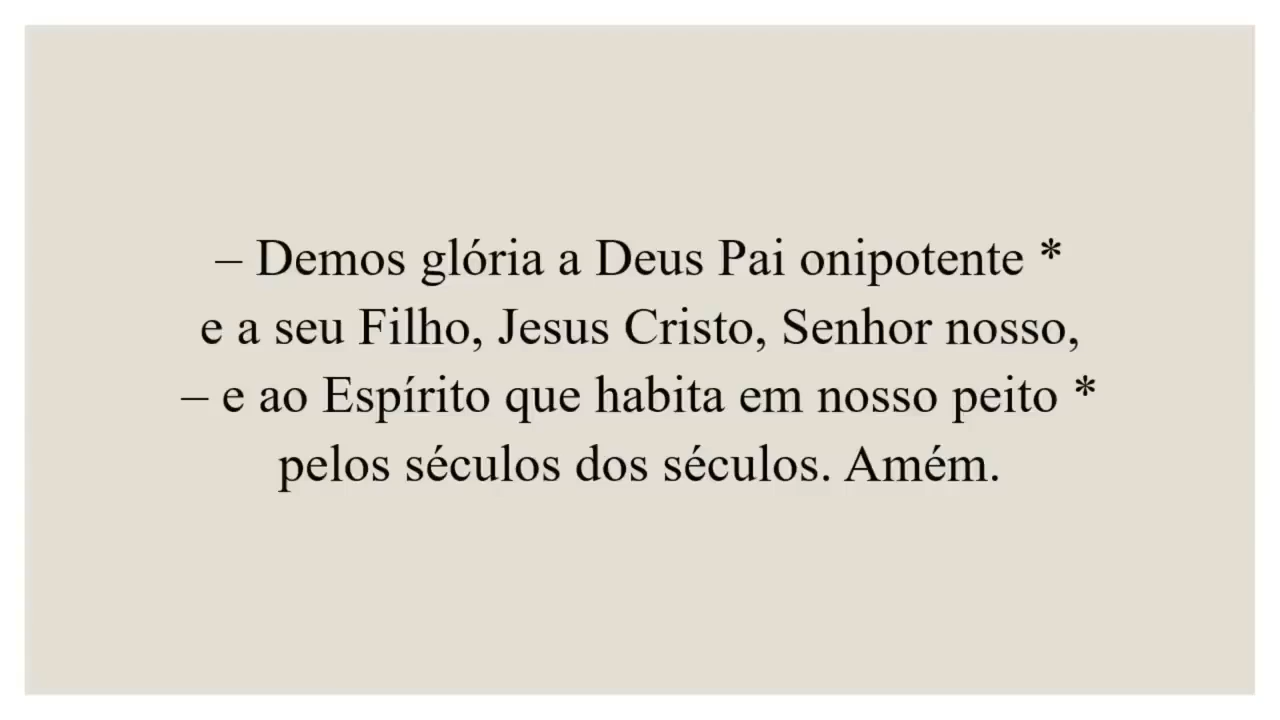 – Demos glória a Deus Pai onipotente *
e a seu Filho, Jesus Cristo, Senhor nosso,
– e ao Espírito que habita em nosso peito *
pelos séculos dos séculos. Amém.